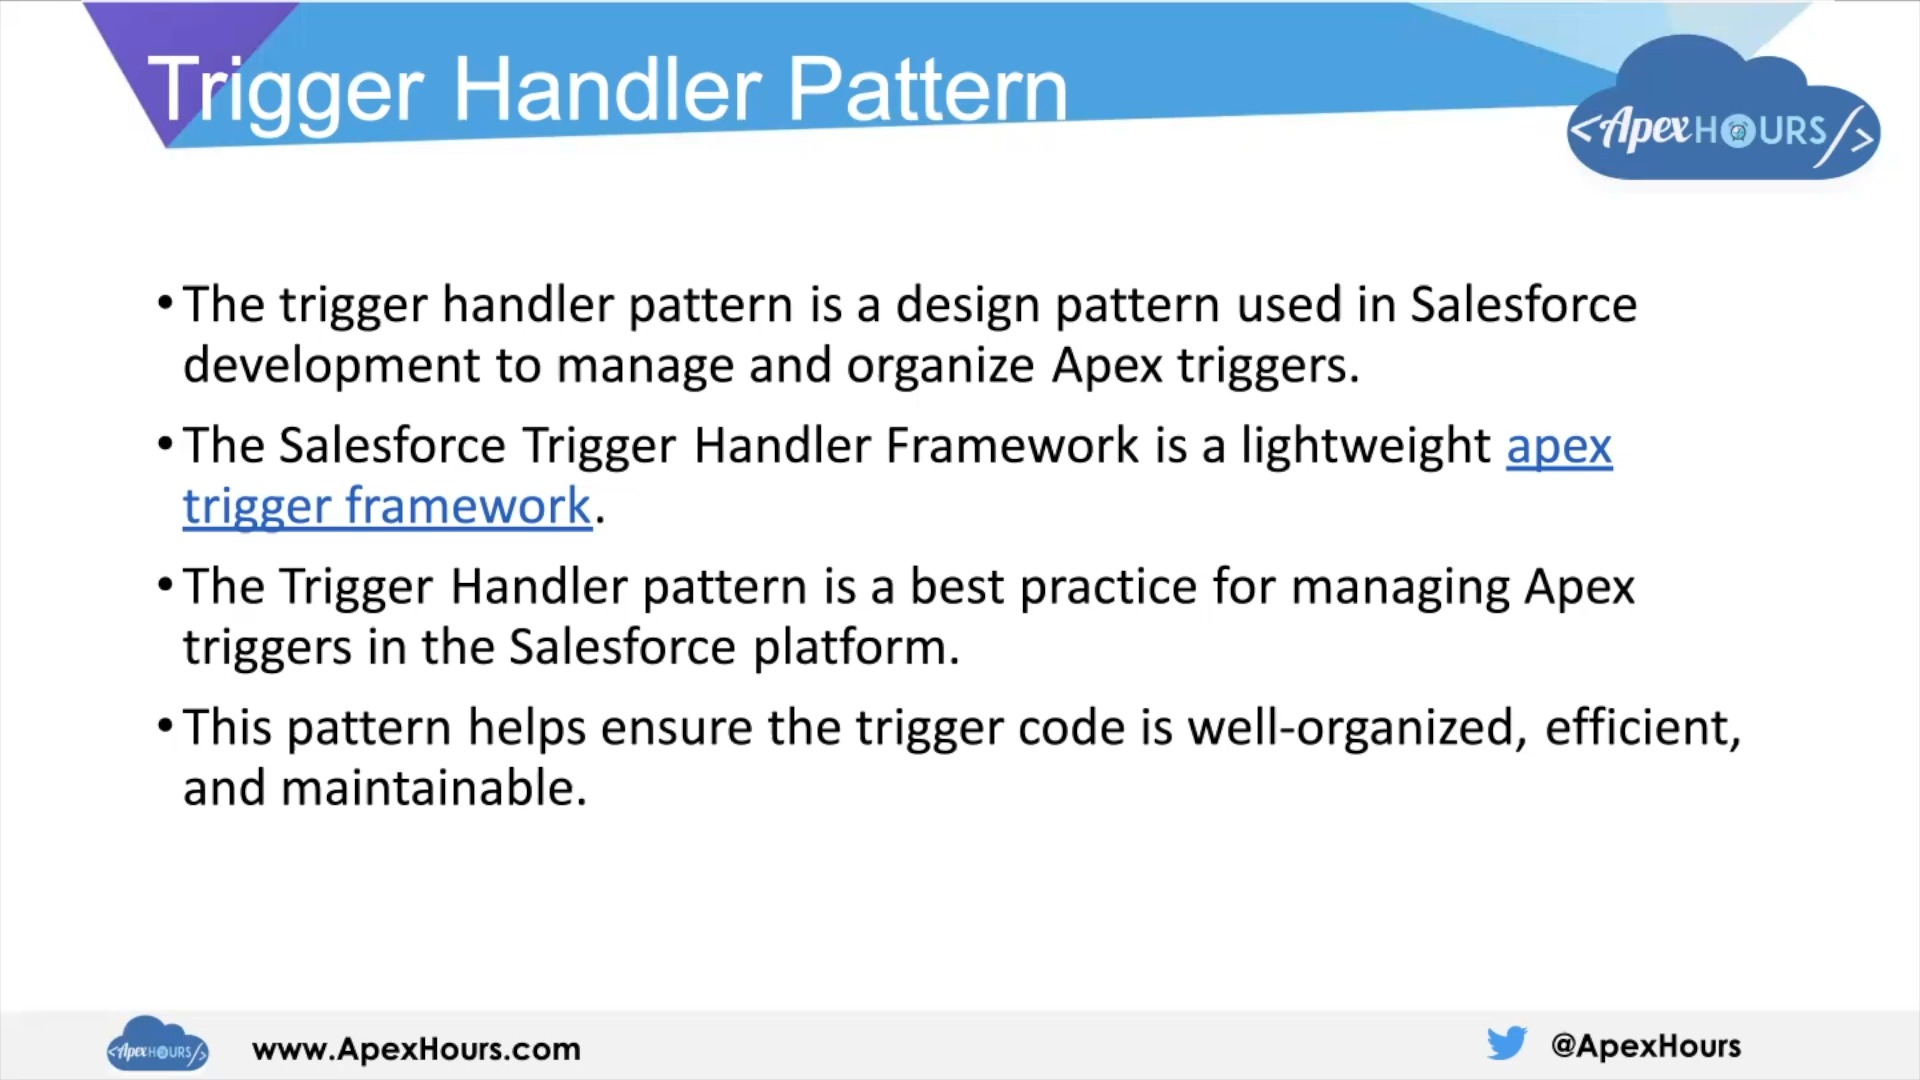 Trigger Handler Pattern
<ApexHOURS/>
•The trigger handler pattern is a design pattern used in Salesforce
development to manage and organize Apex triggers.
•The Salesforce Trigger Handler Framework is a lightweight apex
trigger framework.
•The Trigger Handler pattern is a best practice for managing Apex
triggers in the Salesforce platform.
•This pattern helps ensure the trigger code is well-organized, efficient,
and maintainable.
<ApexHOURS/>
www.ApexHours.com
@ApexHours